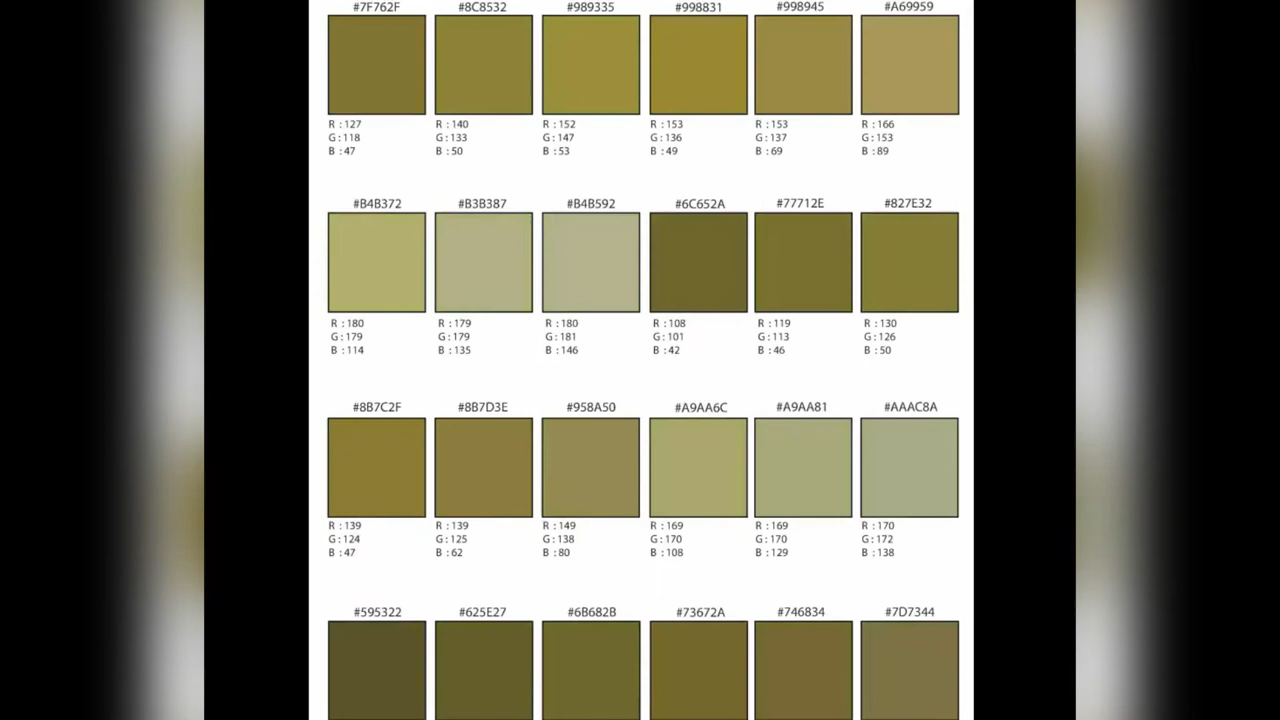 #7F762F #8C8532 #989335 #998831 #998945 #A69959
R : 127 R : 140 R : 152 R : 153 R : 153 R : 166
G : 118 G : 133 G : 147 G : 136 G : 137 G : 153
B : 47 B : 50 B : 53 B : 49 B : 69 B : 89
#B4B372 #B3B387 #B4B592 #6C652A #77712E #827E32
R : 180 R : 179 R : 180 R : 108 R : 119 R : 130
G : 179 G : 179 G : 181 G : 101 G : 113 G : 126
B : 114 B : 135 B : 146 B : 42 B : 46 B : 50
#8B7C2F #8B7D3E #958A50 #A9AA6C #A9AA81 #AAAC8A
R : 139 R : 139 R : 149 R : 169 R : 169 R : 170
G : 124 G : 125 G : 138 G : 170 G : 170 G : 172
B : 47 B : 62 B : 80 B : 108 B : 129 B : 138
#595322 #625E27 #6B682B #73672A #746834 #7D7344